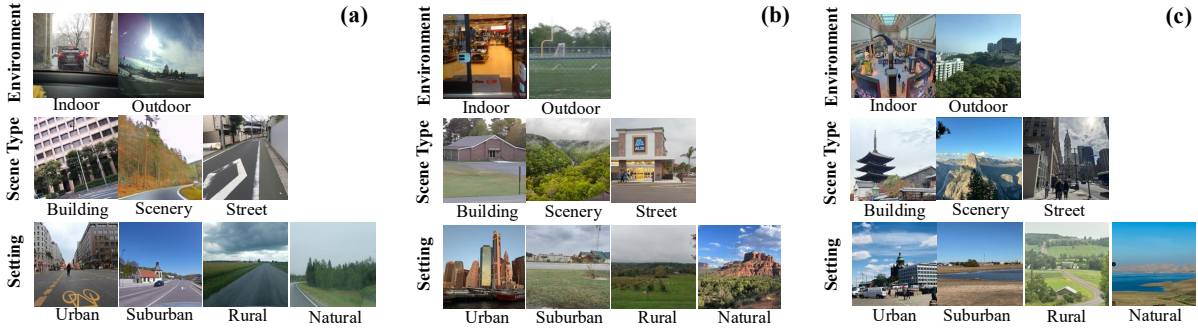 (a)
Environment
Indoor Outdoor
Scene Type
Building Scenery Street
Setting
Urban Suburban Rural Natural
(b)
Environment
Indoor Outdoor
Scene Type
ALDI
Building Scenery Street
Setting
Urban Suburban Rural Natural
(c)
Environment
Indoor Outdoor
Scene Type
Building Scenery Street
Setting
Urban Suburban Rural Natural